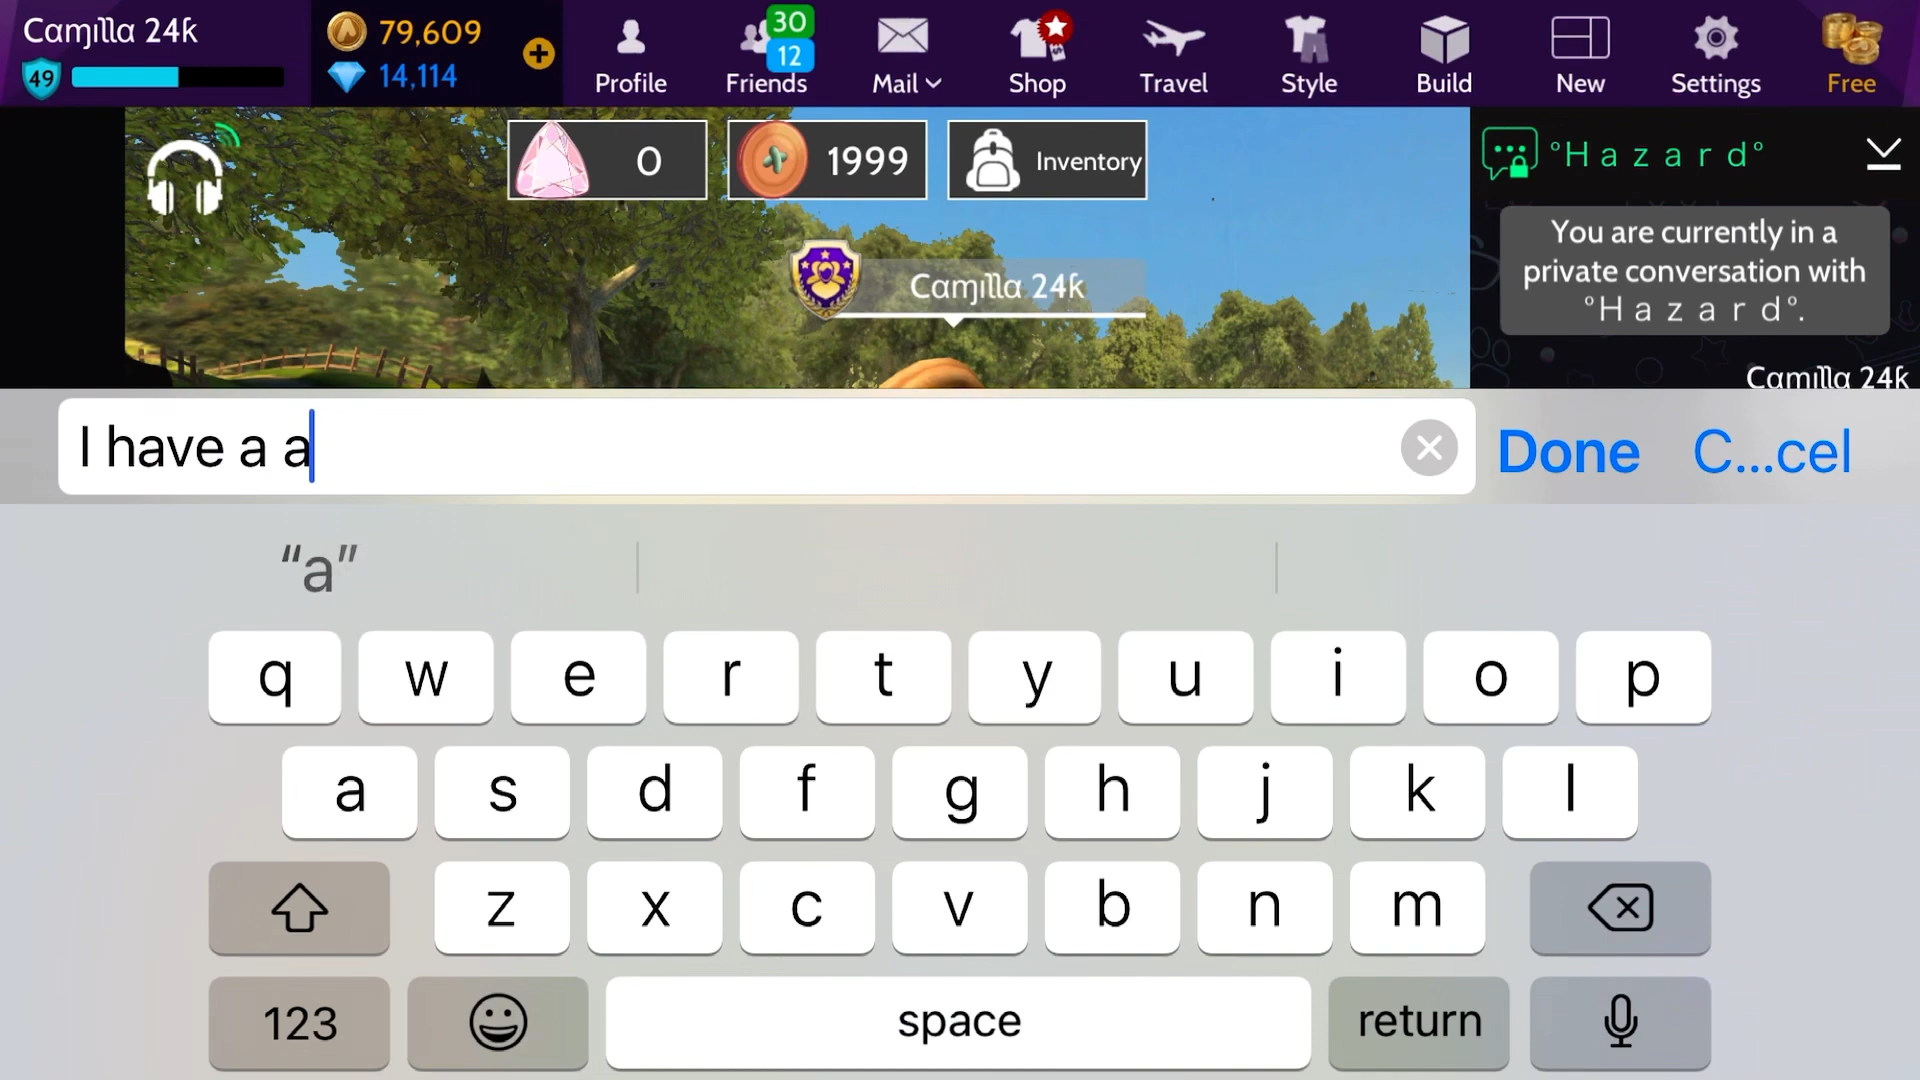 Camilla 24k
49
79,609
14,114
Profile
30
12
Friends
Mail
Shop
Travel
Style
Build
New
Settings
Free
0
1999
Inventory
°H a z a r d°
You are currently in a
private conversation with
°H a z a r d°.
Camilla 24k
Camilla 24k
I have a a
Done
C...cel
“a”
q w e r t y u i o p
a s d f g h j k l
z x c v b n m
123
space
return